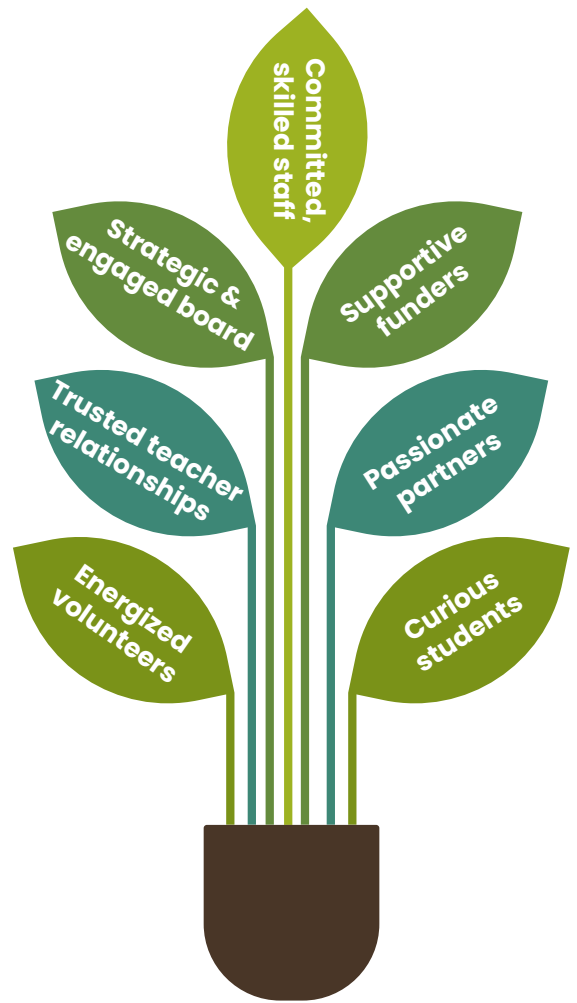 Committed,
skilled staff
Strategic &
engaged board
Supportive
funders
Trusted teacher
relationships
Passionate
partners
Energized
volunteers
Curious
students